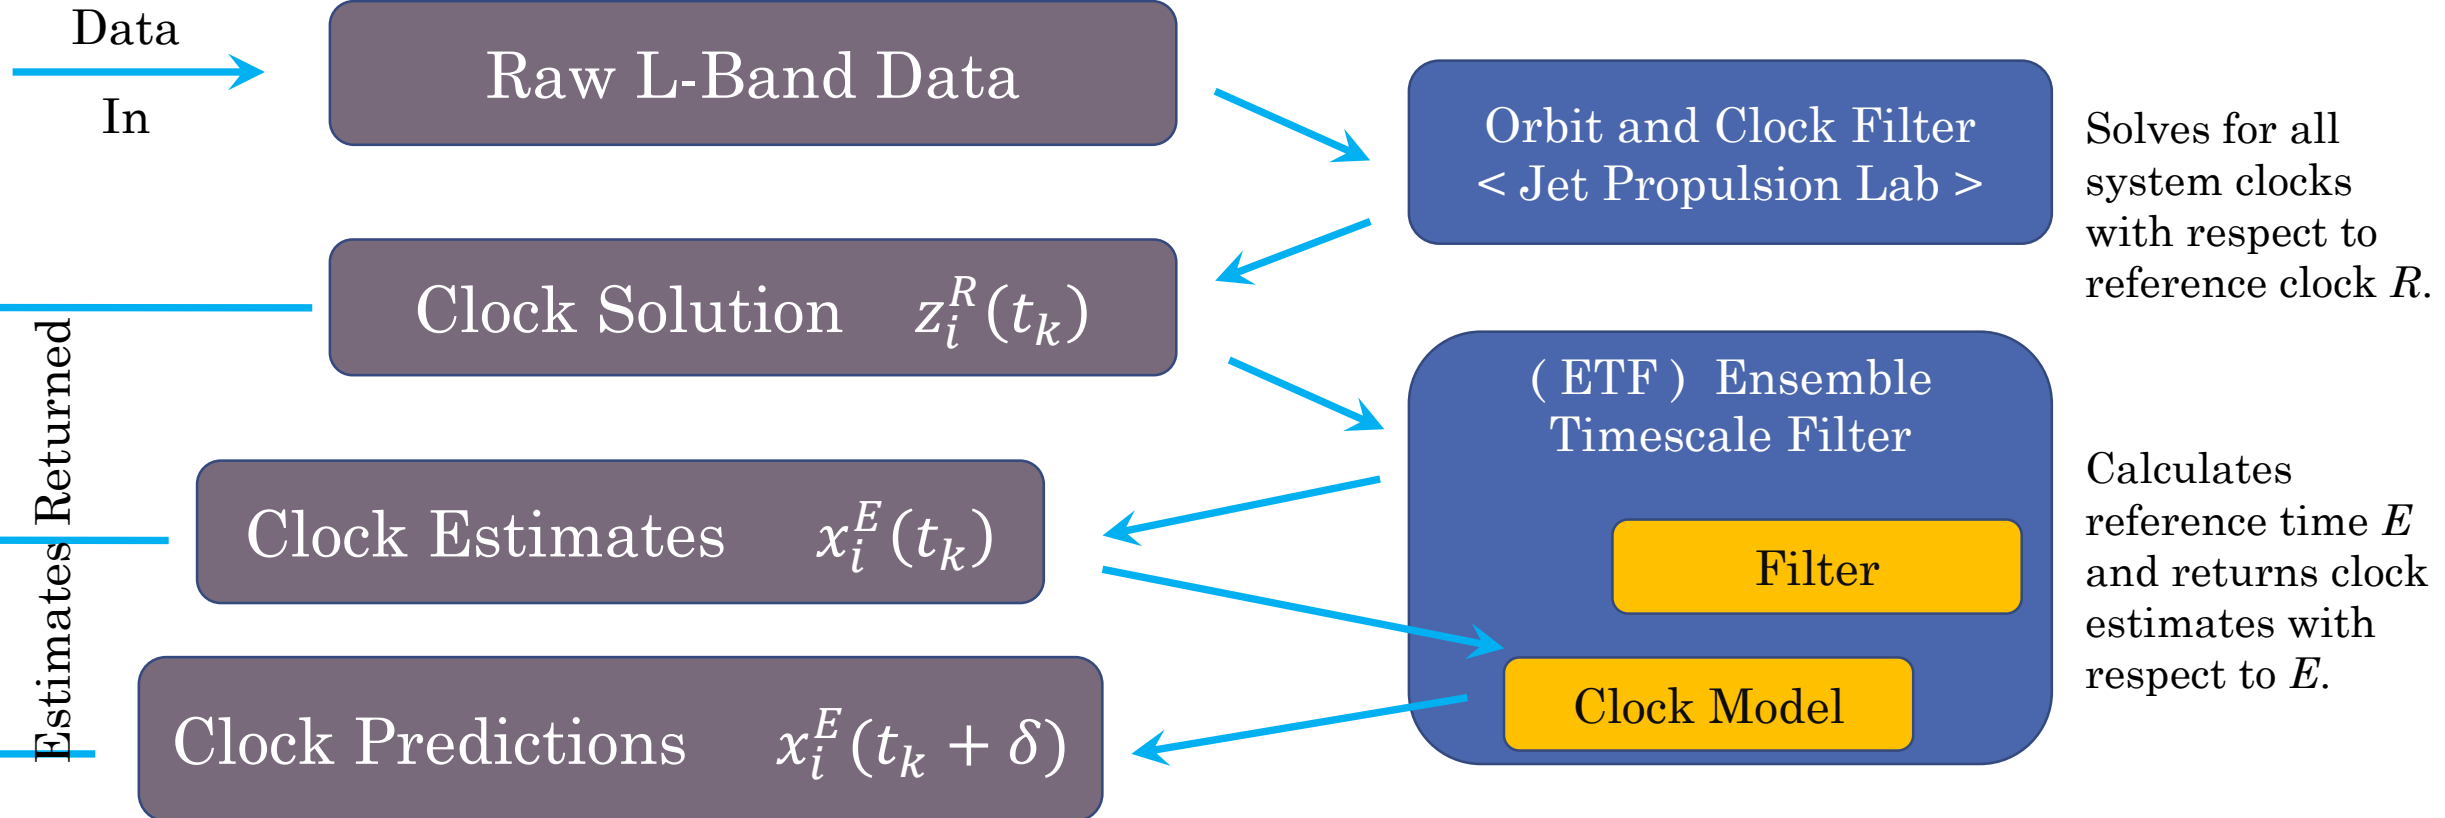 Data
In
Raw L-Band Data
Orbit and Clock Filter
< Jet Propulsion Lab >
Solves for all
system clocks
with respect to
reference clock R.
Clock Solution z_i^R(t_k)
Estimates Returned
( ETF ) Ensemble
Timescale Filter
Clock Estimates x_i^E(t_k)
Filter
Calculates
reference time E
and returns clock
estimates with
respect to E.
Clock Model
Clock Predictions x_i^E(t_k + δ)